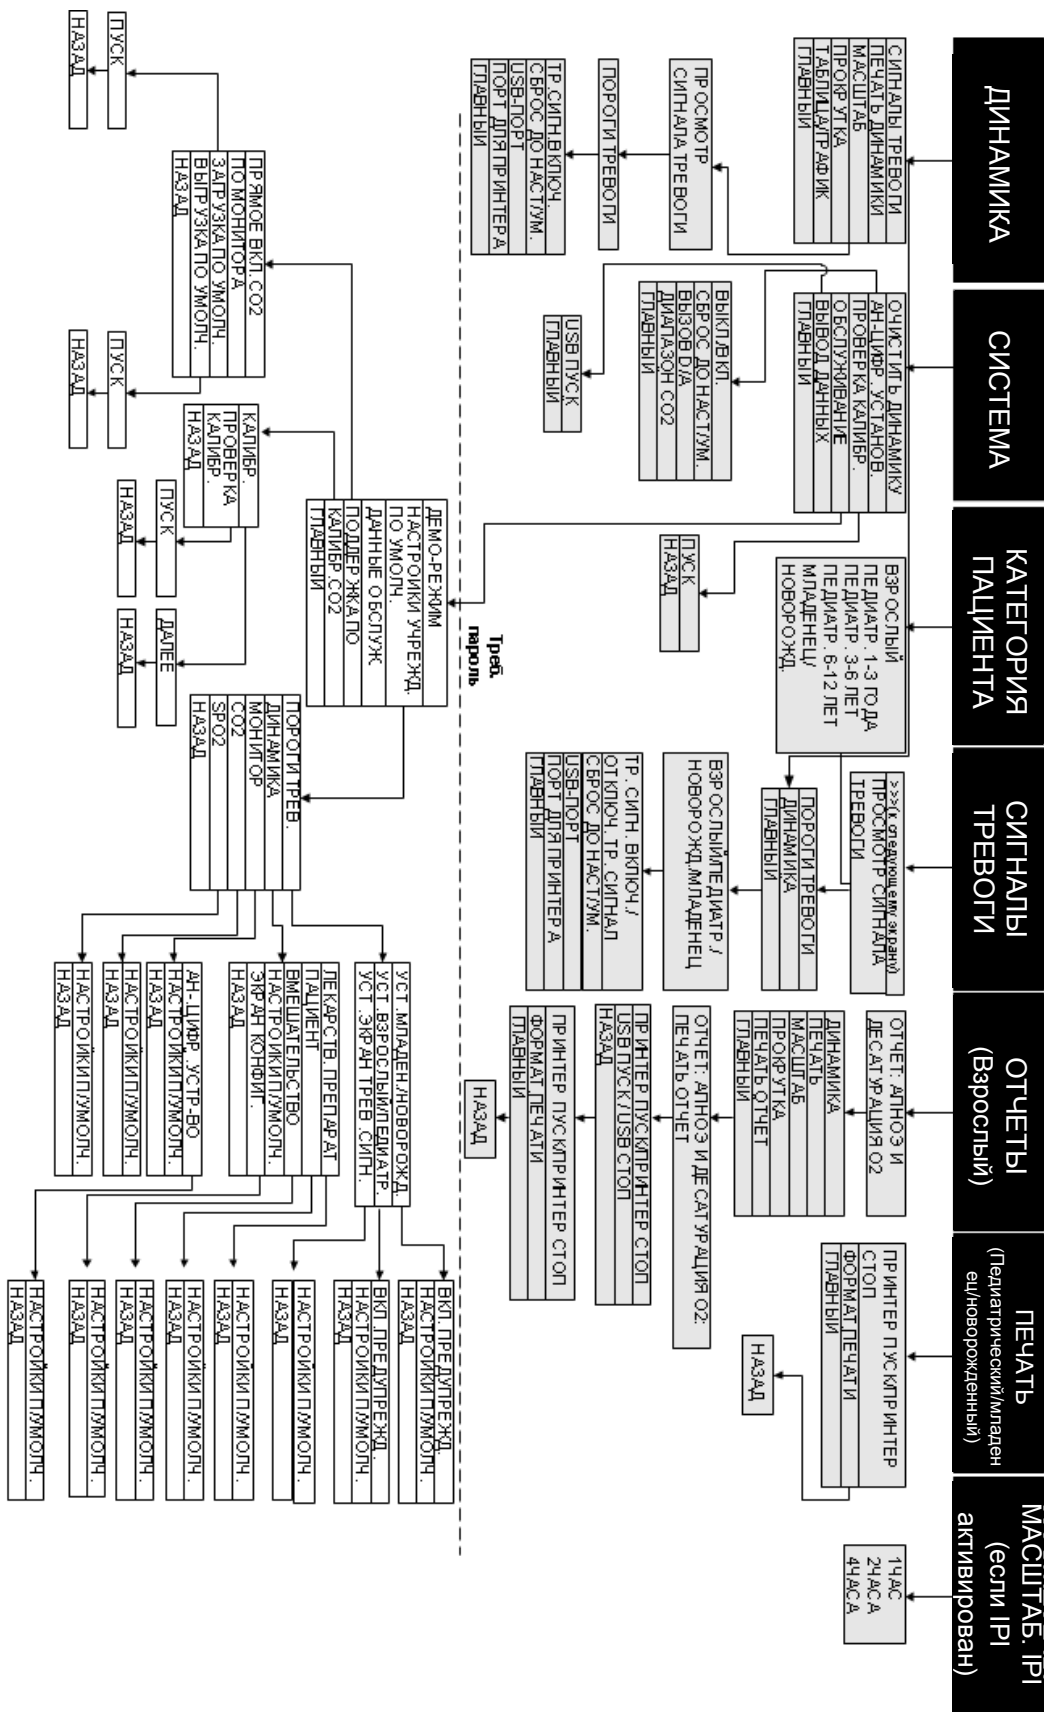 ДИНАМИКА
СИГНАЛЫ ТРЕВОГИ
ПЕЧАТЬ ДИНАМИКИ
МАСШТАБ
ПРОКРУТКА
ТАБЛИЦА/ГРАФИК
ГЛАВНЫЙ
ПРОСМОТР
СИГНАЛА ТРЕВОГИ
ПОРОГИ ТРЕВОГИ
ТР.СИГН.ВКЛЮЧ.
СБРОС ДО НАСТ/УМ.
USB-ПОРТ
ПОРТ ДЛЯ ПРИНТЕРА
ГЛАВНЫЙ
СИСТЕМА
ОЧИСТИТЬ ДИНАМИКУ
АН-ЦИФР. УСТАНОВ.
ПРОВЕРКА КАЛИБР.
ОБСЛУЖИВАНИЕ
ВЫВОД ДАННЫХ
ГЛАВНЫЙ
ВЫКЛ/ВКЛ.
СБРОС ДО НАСТ/УМ.
ВЫЗОВ D/A
ДИАПАЗОН CO2
ГЛАВНЫЙ
USB ПУСК
ГЛАВНЫЙ
ПУСК
НАЗАД
КАТЕГОРИЯ
ПАЦИЕНТА
ВЗРОСЛЫЙ
ПЕДИАТР. 1-3 ГОДА
ПЕДИАТР. 3-6 ЛЕТ
ПЕДИАТР. 6-12 ЛЕТ
МЛАДЕНЕЦ/
НОВОРОЖД.
СИГНАЛЫ
ТРЕВОГИ
>>>(к следующему экрану)
ПРОСМОТР СИГНАЛА
ТРЕВОГИ
ПОРОГИ ТРЕВОГИ
ДИНАМИКА
ГЛАВНЫЙ
ВЗРОСЛЫЙ/ПЕДИАТР./
НОВОРОЖД./МЛАДЕНЕЦ
ТР. СИГН. ВКЛЮЧ./
ОТКЛЮЧ. ТР. СИГНАЛ
СБРОС ДО НАСТ/УМ.
USB-ПОРТ
ПОРТ ДЛЯ ПРИНТЕРА
ГЛАВНЫЙ
ОТЧЕТЫ
(Взрослый)
ОТЧЕТ: АПНОЭ И
ДЕСАТУРАЦИЯ O2
ДИНАМИКА
ПЕЧАТЬ
МАСШТАБ
ПРОКРУТКА
ПЕЧАТЬ ОТЧЕТ
ГЛАВНЫЙ
ОТЧЕТ: АПНОЭ И ДЕСАТУРАЦИЯ O2:
ПЕЧАТЬ ОТЧЕТ
ПРИНТЕР ПУСК/ПРИНТЕР СТОП
USB ПУСК / USB СТОП
НАЗАД
ПРИНТЕР ПУСК/ПРИНТЕР СТОП
ФОРМАТ ПЕЧАТИ
ГЛАВНЫЙ
НАЗАД
ПЕЧАТЬ
(Педиатрический/младен
ец/новорожденный)
ПРИНТЕР ПУСК/ПРИНТЕР
СТОП
ФОРМАТ ПЕЧАТИ
ГЛАВНЫЙ
НАЗАД
МАСШТАБ. IPI
(если IPI
активирован)
1ЧАС
2ЧАСА
4ЧАСА
Треб.
пароль
ДЕМО-РЕЖИМ
НАСТРОЙКИ УЧРЕЖД.
ПО УМОЛЧ.
ДАННЫЕ ОБСЛУЖ.
ПОДДЕРЖКА ПО
КАЛИБР.CO2
ГЛАВНЫЙ
ПРЯМОЕ ВКЛ. CO2
ПО МОНИТОРА
ЗАГРУЗКА ПО УМОЛЧ.
ВЫГРУЗКА ПО УМОЛЧ.
НАЗАД
ПУСК
НАЗАД
ПУСК
НАЗАД
КАЛИБР.
ПРОВЕРКА
КАЛИБР.
НАЗАД
ПУСК
НАЗАД
ДАЛЕЕ
НАЗАД
ПОРОГИ ТРЕВ.
ДИНАМИКА
МОНИТОР
CO2
SPO2
НАЗАД
УСТ.МЛАДЕН./НОВОРОЖД.
УСТ.ВЗРОСЛЫЙ/ПЕДИАТР.
УСТ.ЭКРАН ТРЕВ.СИГН.
ЛЕКАРСТВ.ПРЕПАРАТ
ПАЦИЕНТ
ВМЕШАТЕЛЬСТВО
НАСТРОЙКИ П/УМОЛЧ.
ЭКРАН КОНФИГ.
НАЗАД
АН-.ЦИФР.УСТР-ВО
НАСТРОЙКИ П/УМОЛЧ.
НАЗАД
НАСТРОЙКИ П/УМОЛЧ.
НАЗАД
НАСТРОЙКИ П/УМОЛЧ.
НАЗАД
ВКЛ.ПРЕДУПРЕЖД.
НАСТРОЙКИ П/УМОЛЧ.
НАЗАД
ВКЛ.ПРЕДУПРЕЖД.
НАСТРОЙКИ П/УМОЛЧ.
НАЗАД
НАСТРОЙКИ П/УМОЛЧ.
НАЗАД
НАСТРОЙКИ П/УМОЛЧ.
НАЗАД
НАСТРОЙКИ П/УМОЛЧ.
НАЗАД
НАСТРОЙКИ П/УМОЛЧ.
НАЗАД
НАСТРОЙКИ П/УМОЛЧ.
НАЗАД
НАСТРОЙКИ П/УМОЛЧ.
НАЗАД